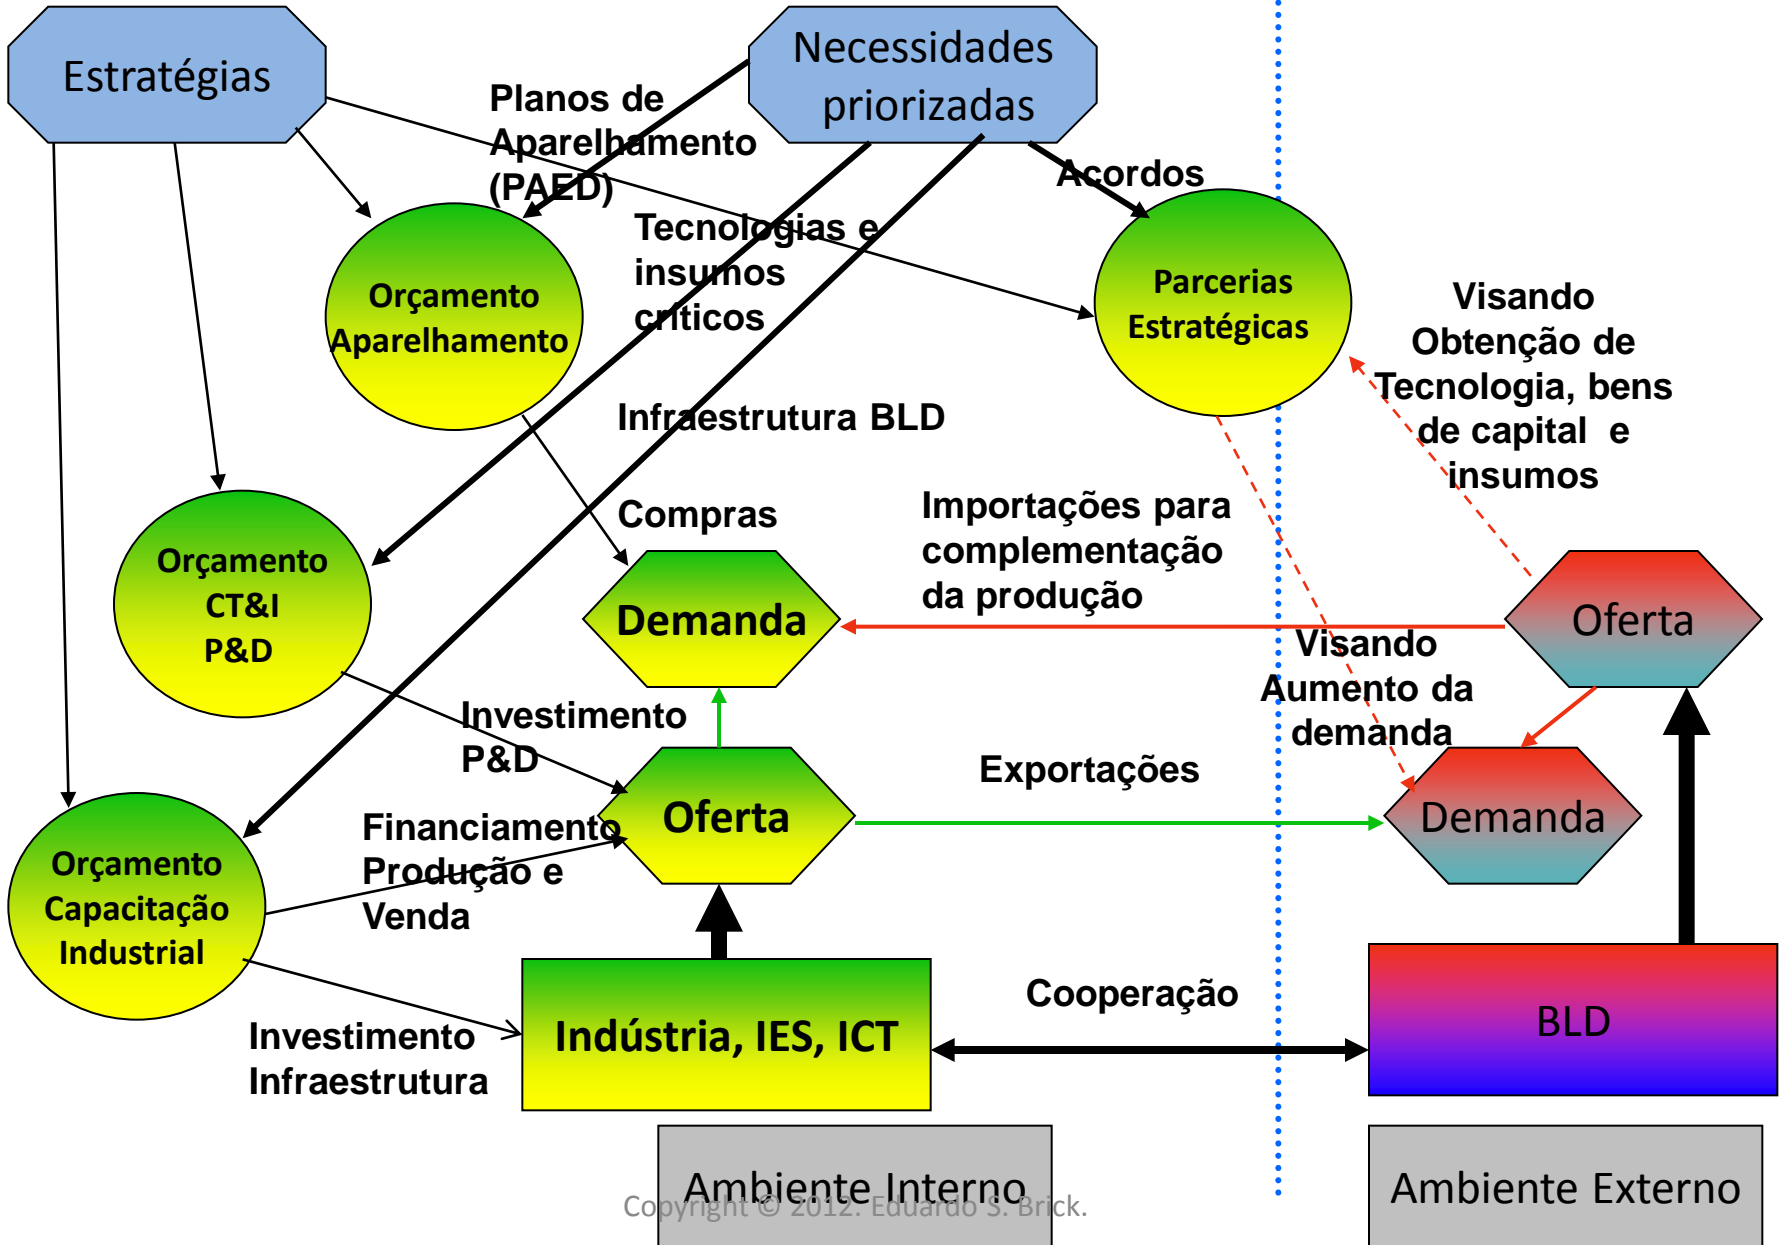 Estratégias
Necessidades
priorizadas
Planos de
Aparelhamento
(PAED)
Acordos
Tecnologias e
insumos
críticos
Orçamento
Aparelhamento
Parcerias
Estratégicas
Visando
Obtenção de
Tecnologia, bens
de capital e
insumos
Infraestrutura BLD
Compras
Importações para
complementação
da produção
Orçamento
CT&I
P&D
Demanda
Oferta
Visando
Aumento da
demanda
Investimento
P&D
Exportações
Oferta
Demanda
Financiamento
Produção e
Venda
Orçamento
Capacitação
Industrial
Cooperação
Indústria, IES, ICT
BLD
Investimento
Infraestrutura
Ambiente Interno
Ambiente Externo
Copyright © 2012. Eduardo S. Brick.